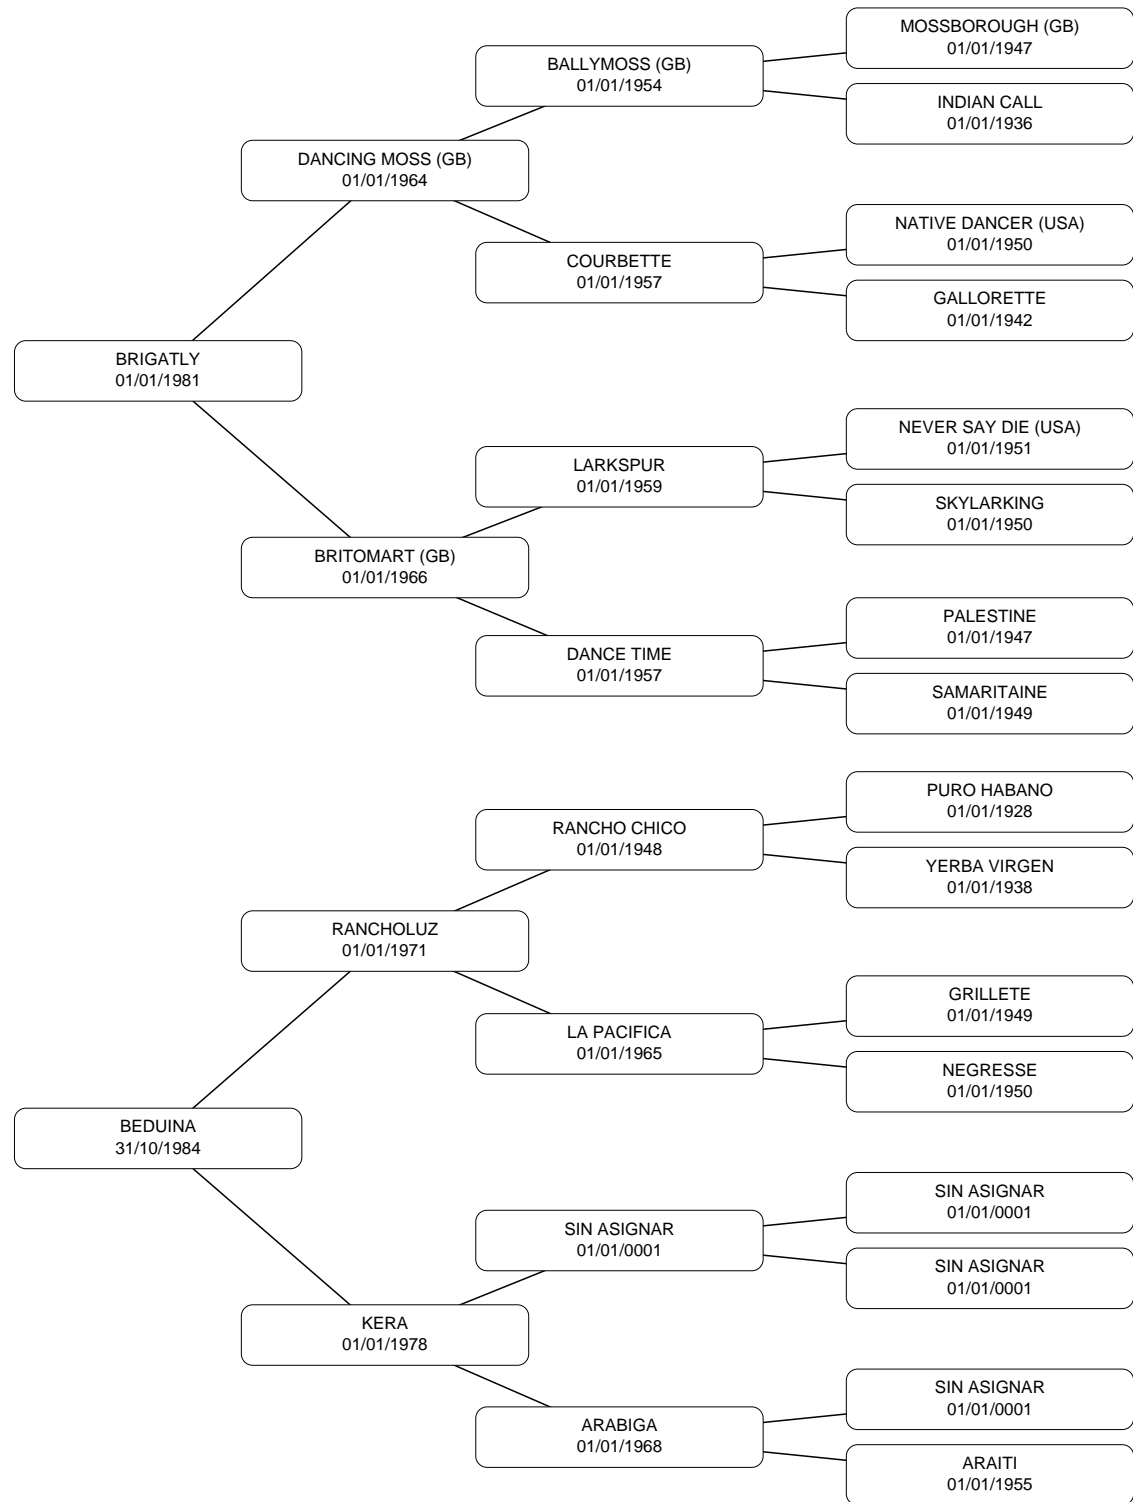 MOSSBOROUGH (GB)
01/01/1947
BALLYMOSS (GB)
01/01/1954
INDIAN CALL
01/01/1936
DANCING MOSS (GB)
01/01/1964
NATIVE DANCER (USA)
01/01/1950
COURBETTE
01/01/1957
GALLORETTE
01/01/1942
BRIGATLY
01/01/1981
NEVER SAY DIE (USA)
01/01/1951
LARKSPUR
01/01/1959
SKYLARKING
01/01/1950
BRITOMART (GB)
01/01/1966
PALESTINE
01/01/1947
DANCE TIME
01/01/1957
SAMARITAINE
01/01/1949
PURO HABANO
01/01/1928
RANCHO CHICO
01/01/1948
YERBA VIRGEN
01/01/1938
RANCHOLUZ
01/01/1971
GRILLETE
01/01/1949
LA PACIFICA
01/01/1965
NEGRESSE
01/01/1950
BEDUINA
31/10/1984
SIN ASIGNAR
01/01/0001
SIN ASIGNAR
01/01/0001
SIN ASIGNAR
01/01/0001
KERA
01/01/1978
SIN ASIGNAR
01/01/0001
ARABIGA
01/01/1968
ARAITI
01/01/1955